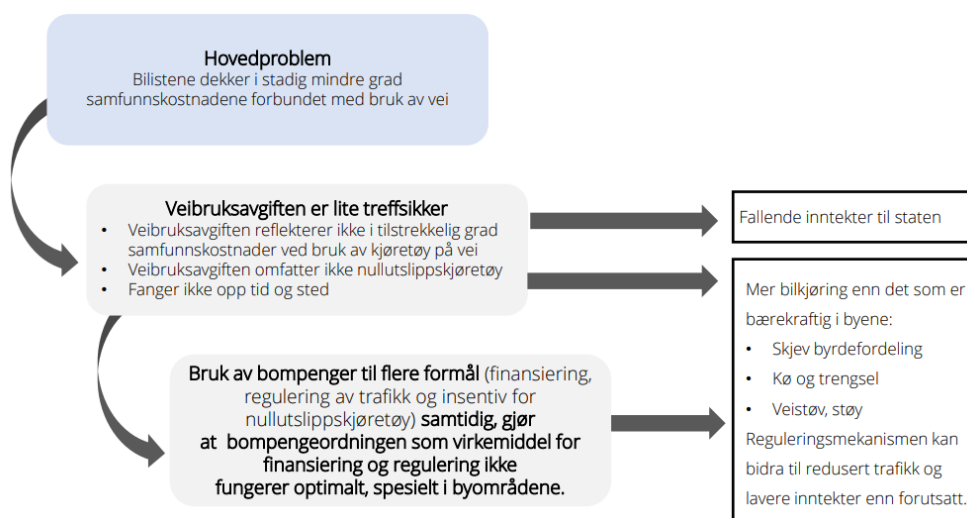 Hovedproblem
Bilistene dekker i stadig mindre grad
samfunnskostnadene forbundet med bruk av vei
Veibruksavgiften er lite treffsikker
• Veibruksavgiften reflekterer ikke i tilstrekkelig grad
samfunnskostnader ved bruk av kjøretøy på vei
• Veibruksavgiften omfatter ikke nullutslippskjøretøy
• Fanger ikke opp tid og sted
Fallende inntekter til staten
Mer bilkjøring enn det som er
bærekraftig i byene:
• Skjev byrdefordeling
• Kø og trengsel
• Veistøv, støy
Reguleringsmekanismen kan
bidra til redusert trafikk og
lavere inntekter enn forutsatt.
Bruk av bompenger til flere formål (finansiering,
regulering av trafikk og insentiv for
nullutslippskjøretøy) samtidig, gjør
at bompengeordningen som virkemiddel for
finansiering og regulering ikke
fungerer optimalt, spesielt i byområdene.